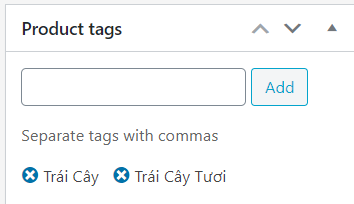 Product tags
Add
Separate tags with commas
Trái Cây Trái Cây Tươi